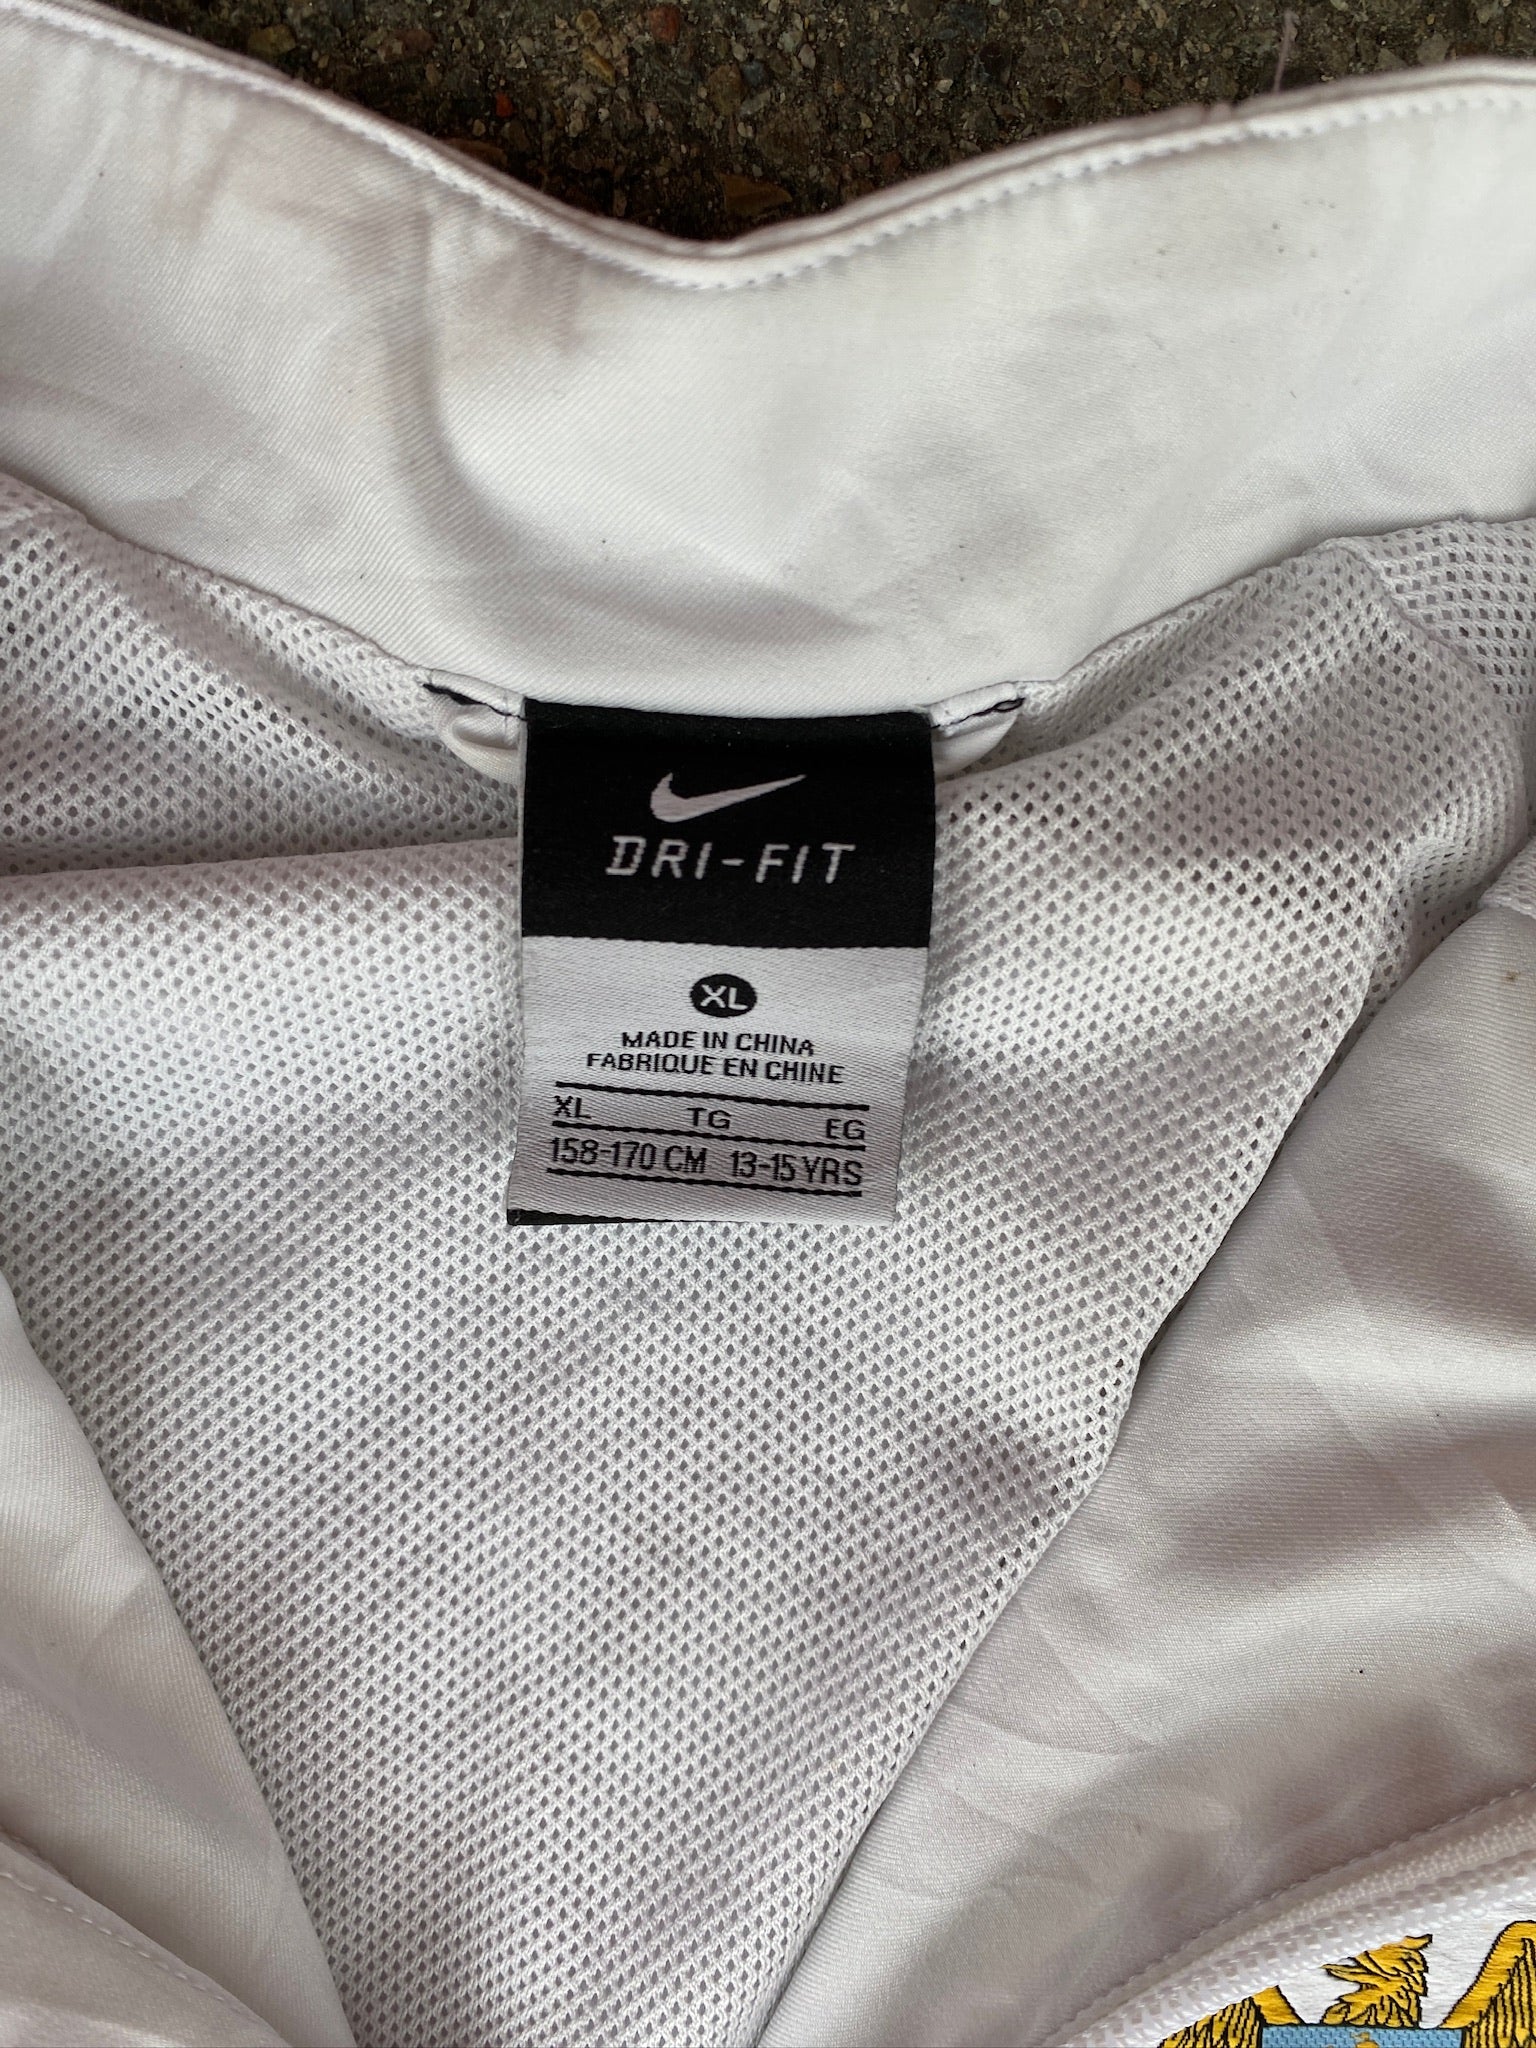 DRI-FIT
XL
MADE IN CHINA
FABRIQUE EN CHINE
XL TG EG
158-170 CM 13-15 YRS